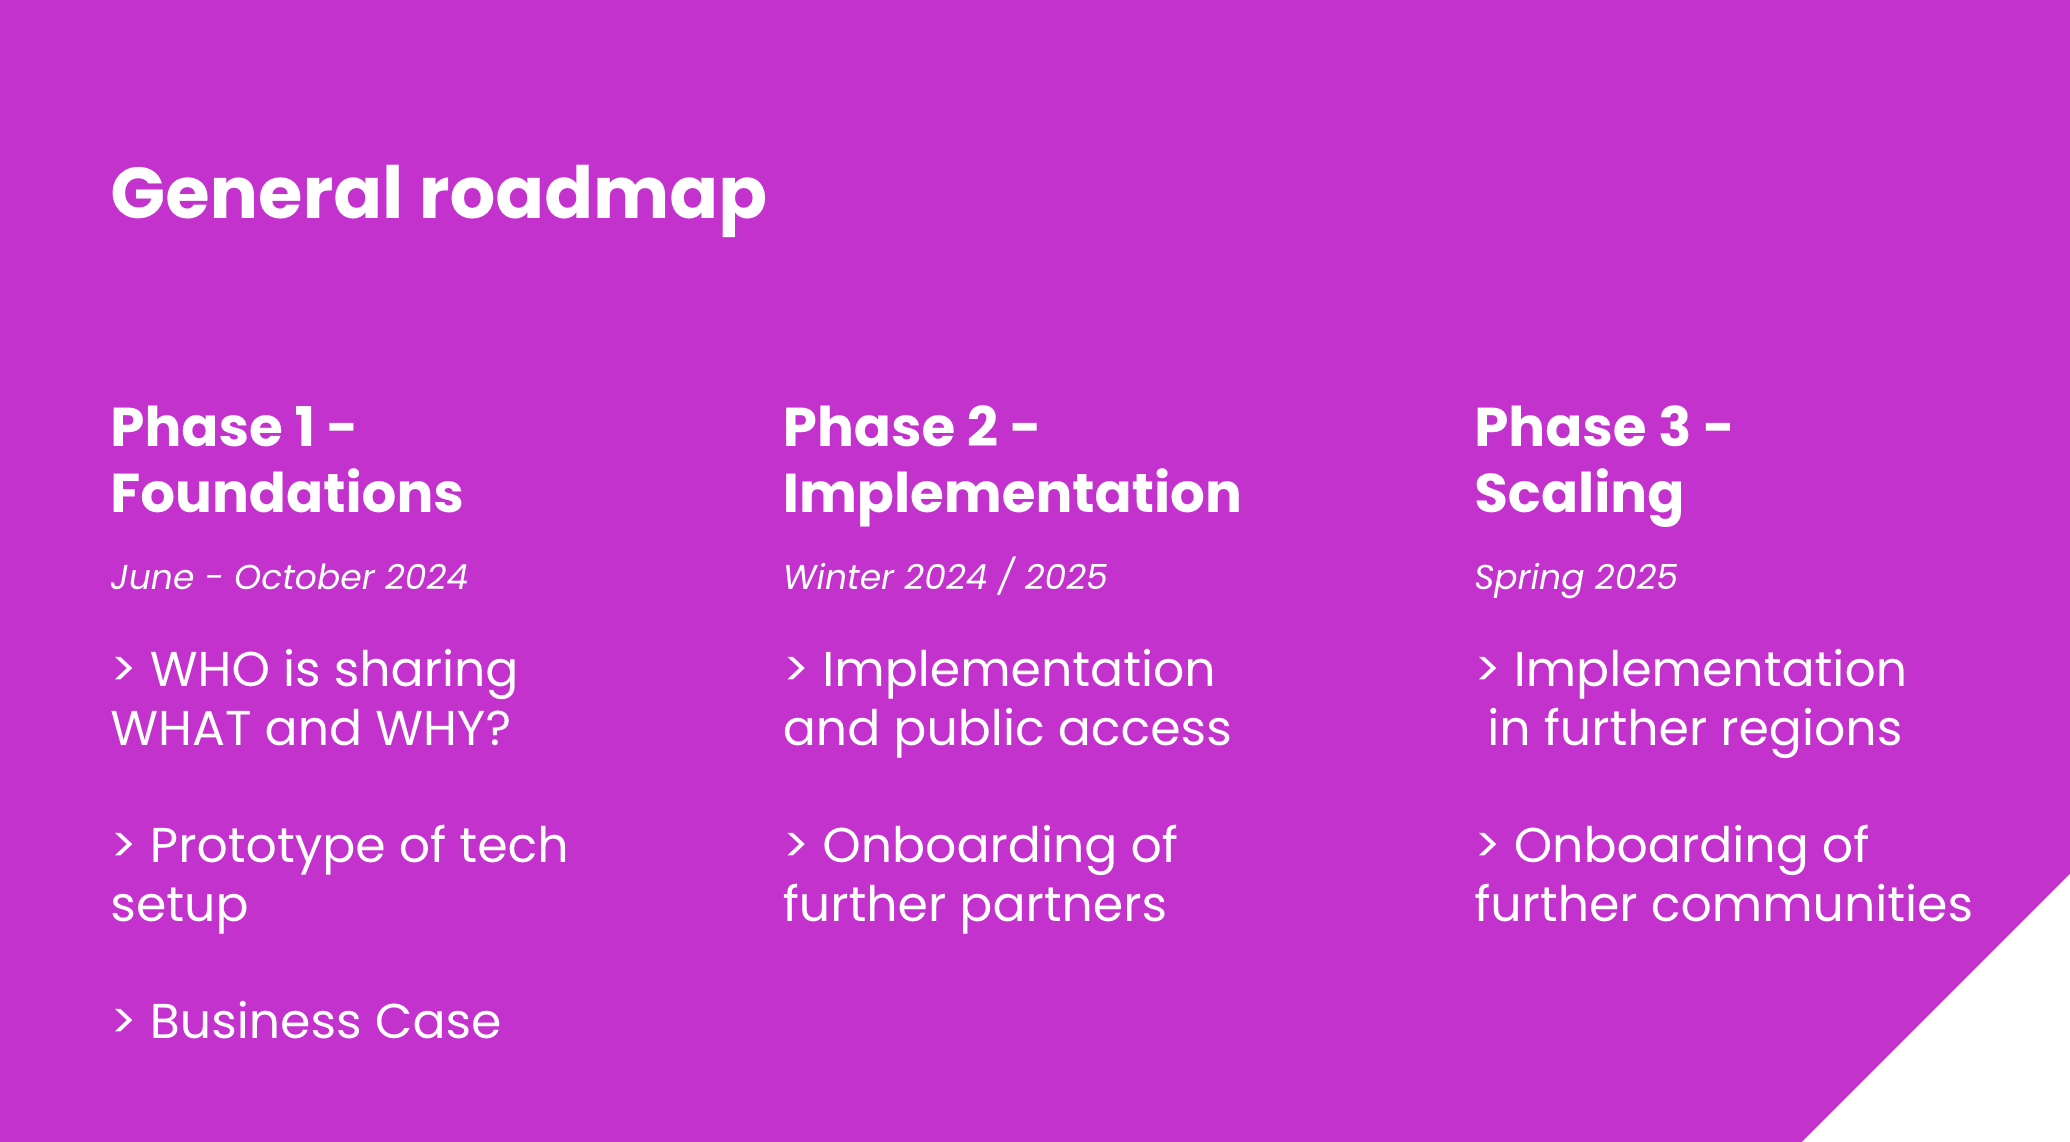 General roadmap
Phase 1 -
Foundations
June - October 2024
> WHO is sharing
WHAT and WHY?
> Prototype of tech
setup
> Business Case
Phase 2 -
Implementation
Winter 2024 / 2025
> Implementation
and public access
> Onboarding of
further partners
Phase 3 -
Scaling
Spring 2025
> Implementation
in further regions
> Onboarding of
further communities